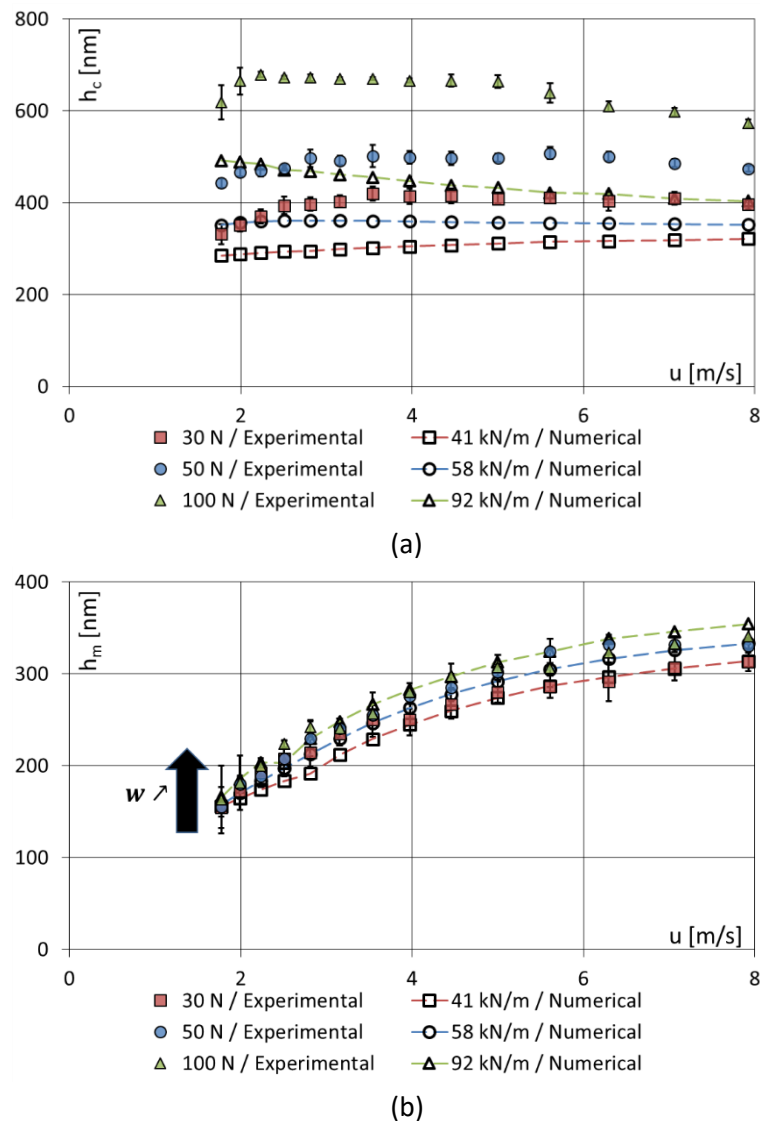 h_c [nm]
800
600
400
200
0
0 2 4 6 8
u [m/s]
30 N / Experimental 41 kN/m / Numerical
50 N / Experimental 58 kN/m / Numerical
100 N / Experimental 92 kN/m / Numerical
(a)
h_m [nm]
400
300
200
100
0
w ↗
0 2 4 6 8
u [m/s]
30 N / Experimental 41 kN/m / Numerical
50 N / Experimental 58 kN/m / Numerical
100 N / Experimental 92 kN/m / Numerical
(b)